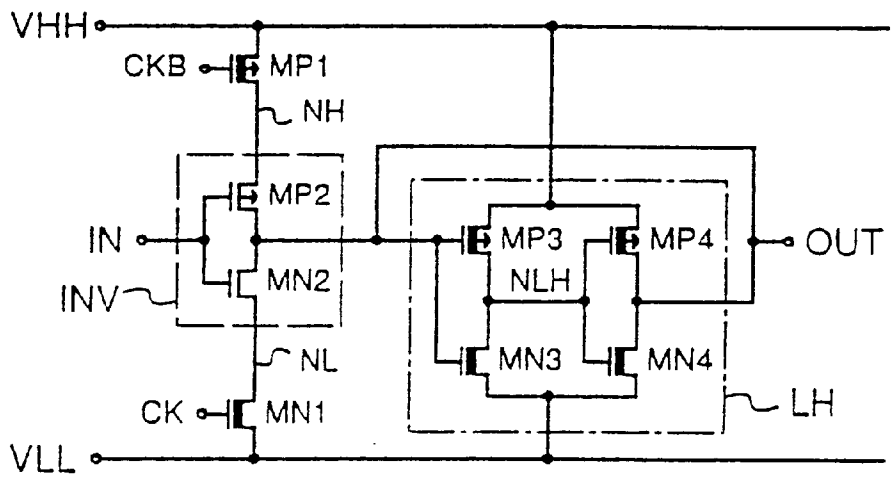 VHH
CKB
MP1
NH
MP2
IN
MP3
MP4
OUT
NLH
MN2
INV
NL
MN3
MN4
CK
MN1
LH
VLL